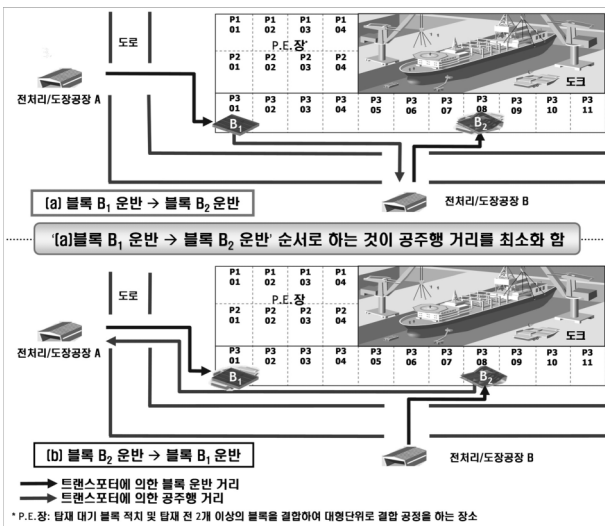 P1 P1 P1 P1
01 02 03 04
도로
P.E.장*
P2 P2 P2 P2
01 02 03 04
전처리/도장공장 A
도크
P3 P3 P3 P3 P3 P3 P3 P3 P3 P3 P3
01 02 03 04 05 06 07 08 09 10 11
B1 B2
전처리/도장공장 B
(a) 블록 B1 운반 → 블록 B2 운반
'(a)블록 B1 운반 → 블록 B2 운반' 순서로 하는 것이 공주행 거리를 최소화 함
P1 P1 P1 P1
01 02 03 04
도로
P.E.장
P2 P2 P2 P2
01 02 03 04
도크
전처리/도장공장 A
P3 P3 P3 P3 P3 P3 P3 P3 P3 P3 P3
01 02 03 04 05 06 07 08 09 10 11
B1 B2
(b) 블록 B2 운반 → 블록 B1 운반
전처리/도장공장 B
트랜스포터에 의한 블록 운반 거리
트랜스포터에 의한 공주행 거리
* P.E.장: 탑재 대기 블록 적치 및 탑재 전 2개 이상의 블록을 결합하여 대형단위로 결합 공정을 하는 장소